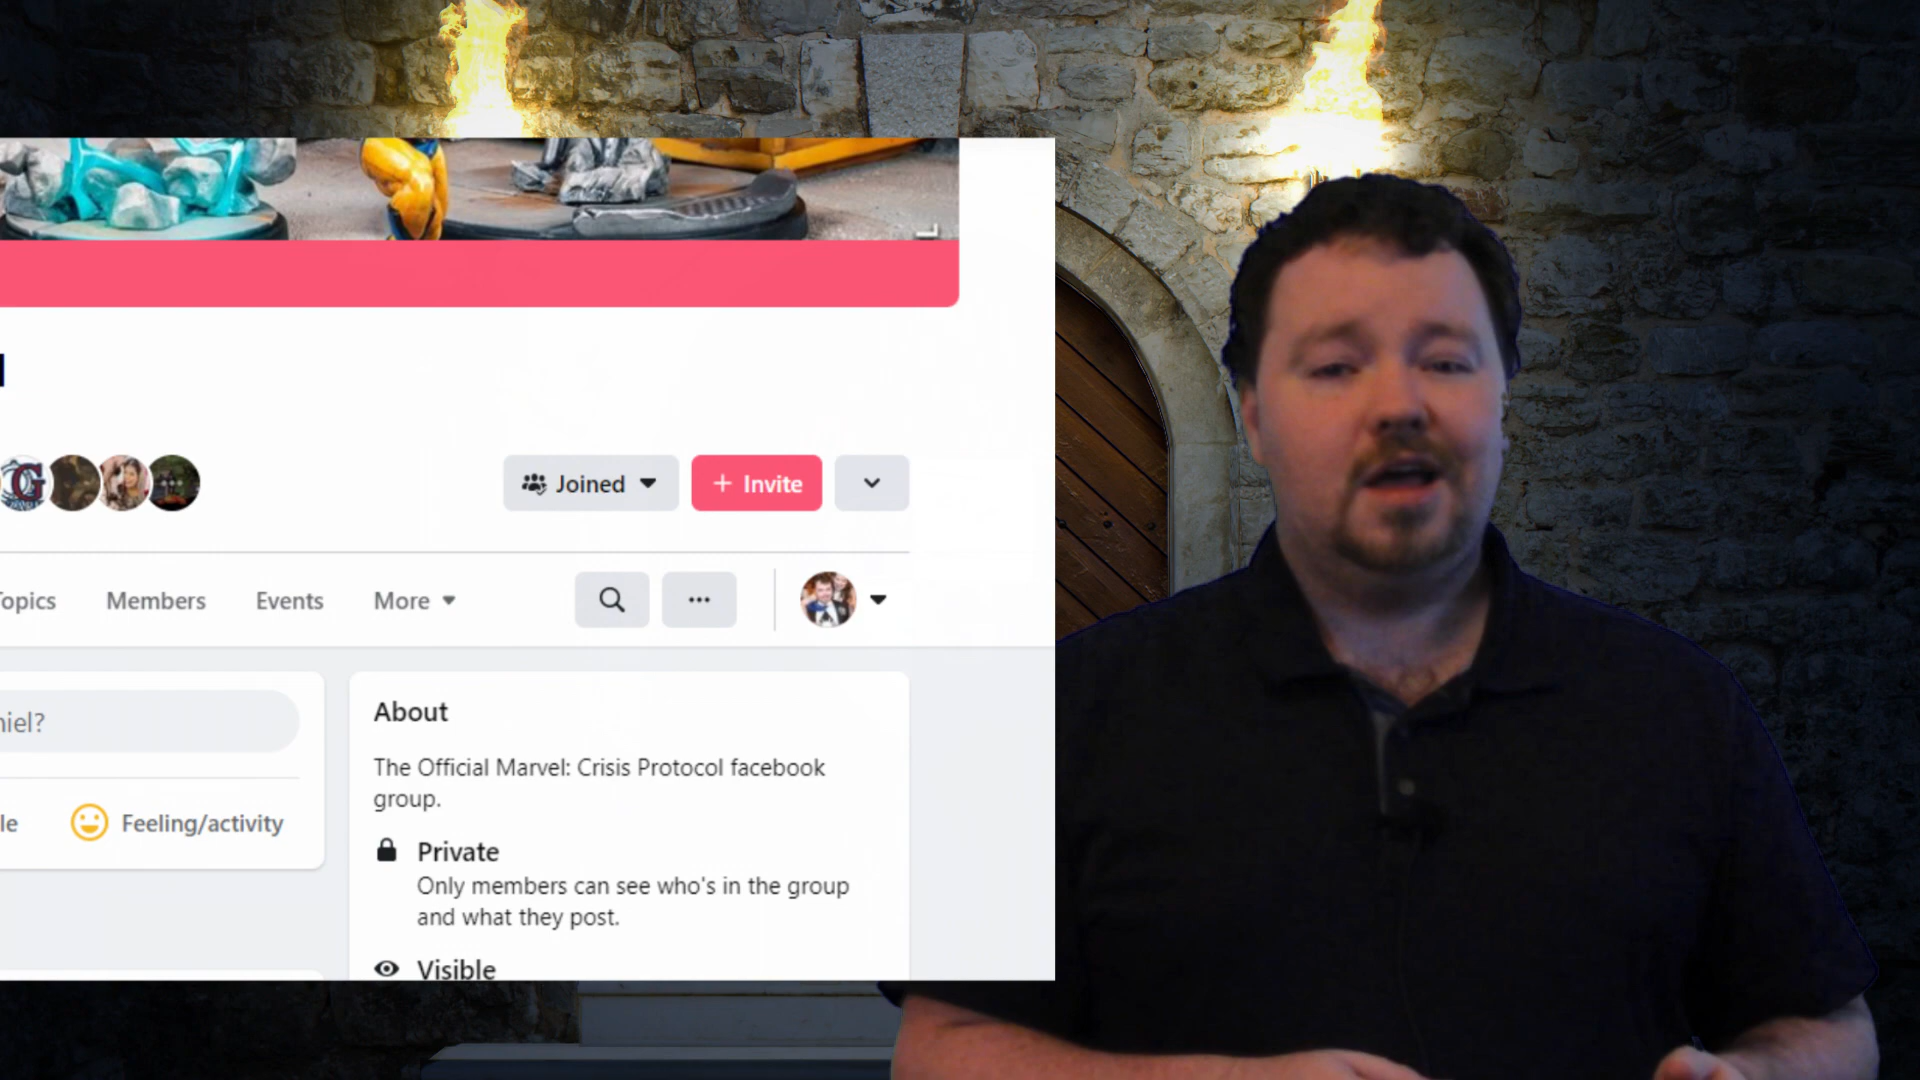 G
Joined
+ Invite
opics
Members
Events
More
niel?
About
The Official Marvel: Crisis Protocol facebook
group.
le
Feeling/activity
Private
Only members can see who's in the group
and what they post.
Visible